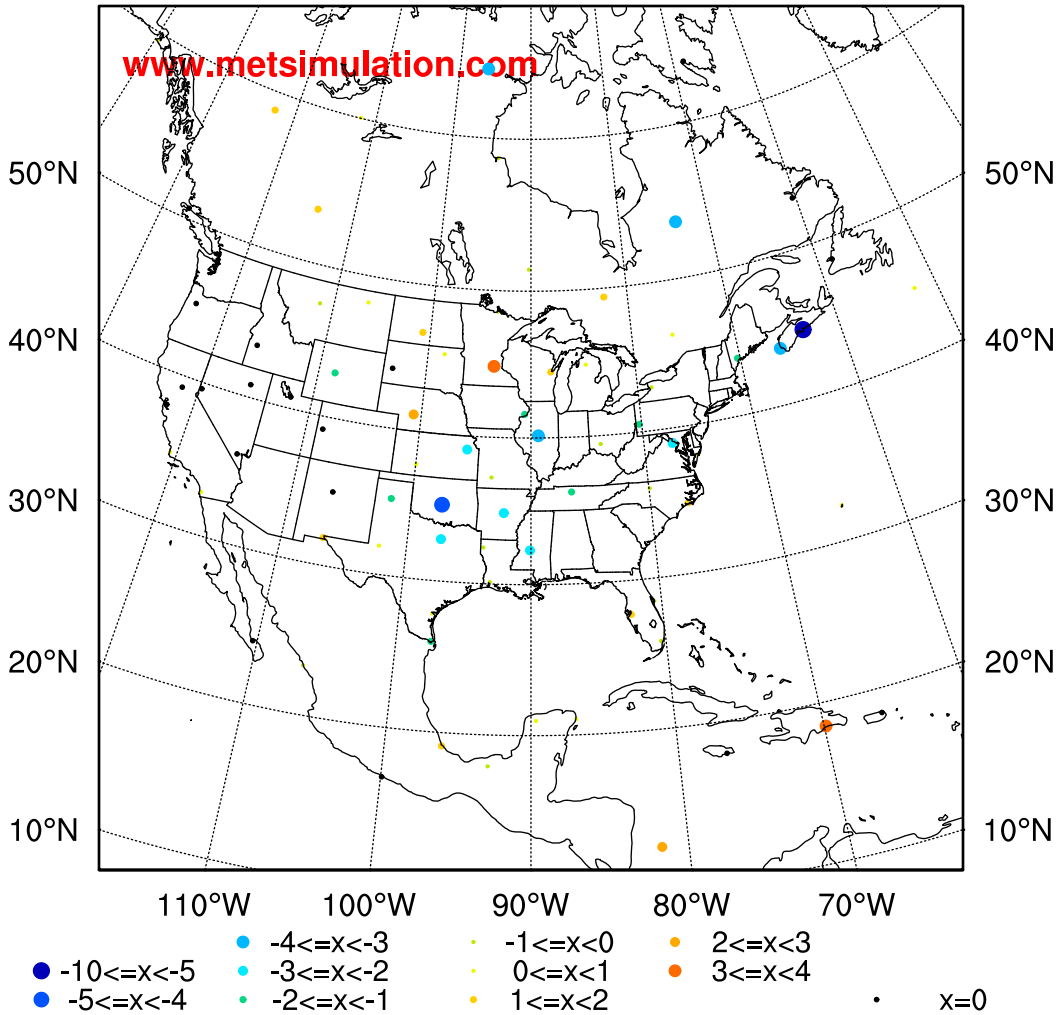 www.metsimulation.com
50°N 50°N
40°N 40°N
30°N 30°N
20°N 20°N
10°N 10°N
110°W 100°W 90°W 80°W 70°W
-4<=x<-3 -1<=x<0 2<=x<3
-10<=x<-5 -3<=x<-2 0<=x<1 3<=x<4
-5<=x<-4 -2<=x<-1 1<=x<2 x=0